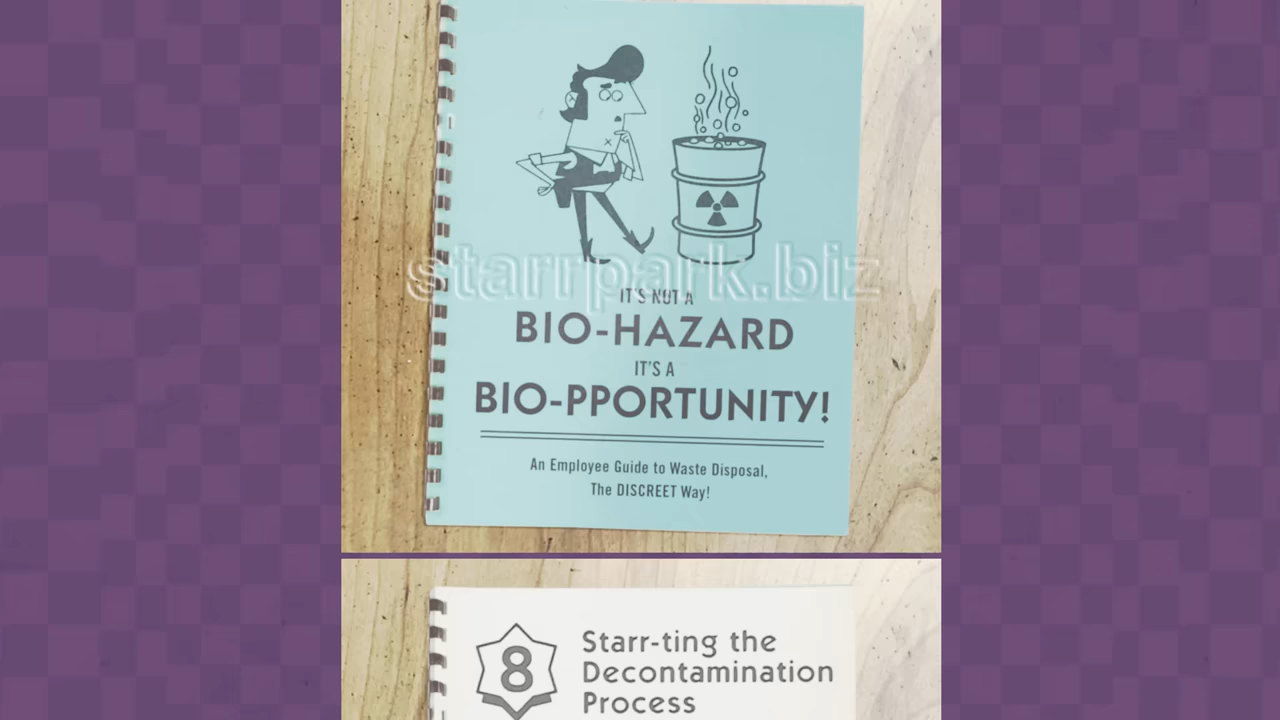 starrpark.biz
IT'S NOT A
BIO-HAZARD
IT'S A
BIO-PPORTUNITY!
An Employee Guide to Waste Disposal,
The DISCREET Way!
8
Starr-ting the
Decontamination
Process